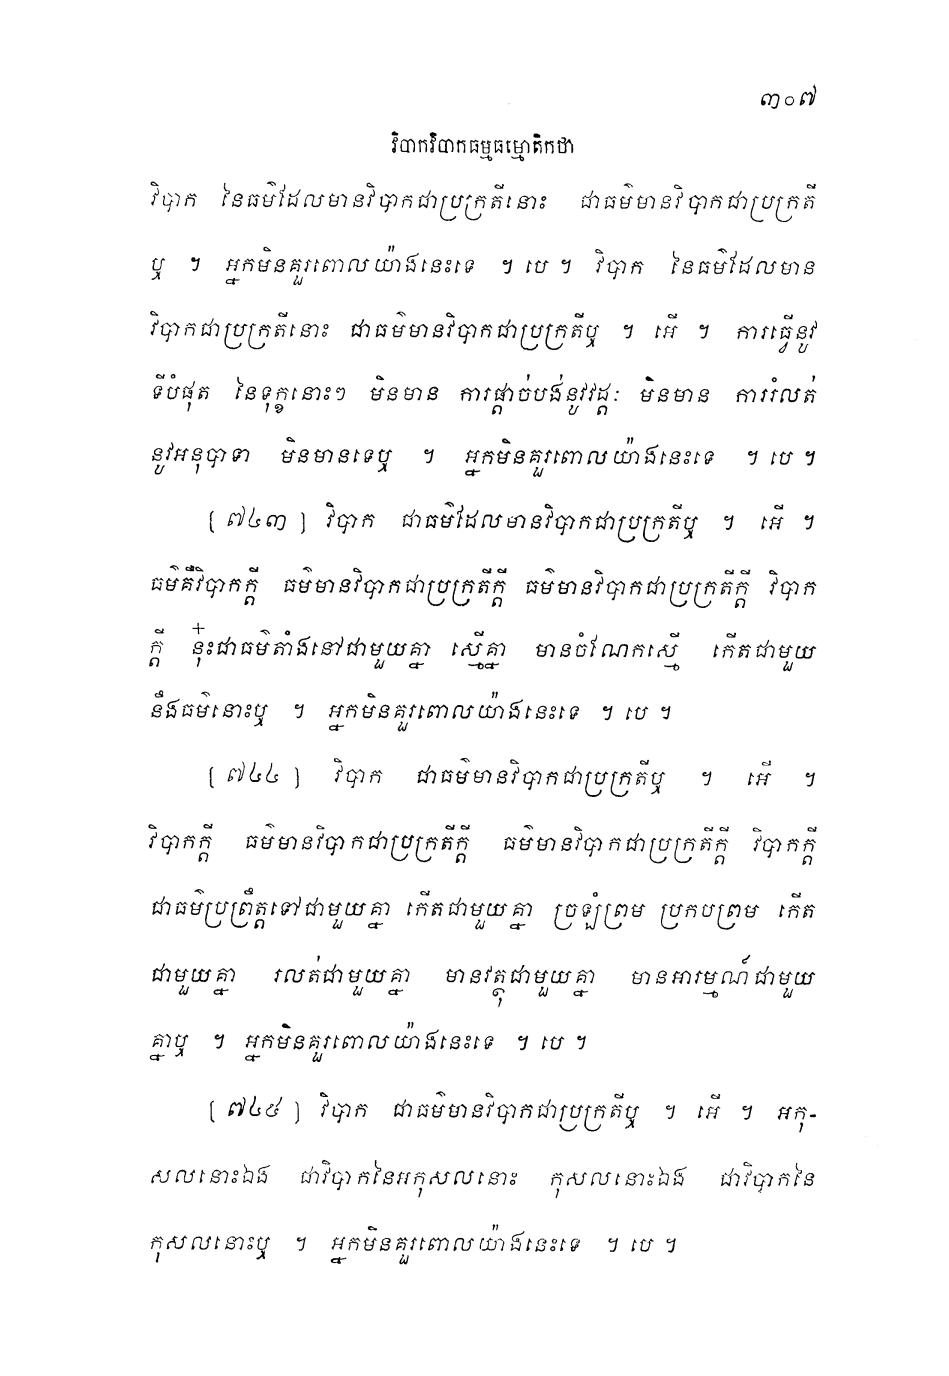 ៣០៧
វិបាកវិបាកធម្មធម្មោតិកថា
វិបាក នៃធម៌ដែលមានវិបាកជាប្រក្រតីនោះ ជាធម៌មានវិបាកជាប្រក្រតី
ឬ ។ អ្នកមិនគួរពោលយ៉ាងនេះទេ ។ បេ ។ វិបាក នៃធម៌ដែលមាន
វិបាកជាប្រក្រតីនោះ ជាធម៌មានវិបាកជាប្រក្រតីឬ ។ អើ ។ ការធ្វើនូវ
ទីបំផុត នៃទុក្ខនោះៗ មិនមាន ការផ្តាច់បង់នូវវដ្តៈ មិនមាន ការរំលត់
នូវអនុបាទា មិនមានទេឬ ។ អ្នកមិនគួរពោលយ៉ាងនេះទេ ។ បេ ។
[ ៧៤៣ ] វិបាក ជាធម៌ដែលមានវិបាកជាប្រក្រតីឬ ។ អើ ។
ធម៌គឺវិបាកក្តី ធម៌មានវិបាកជាប្រក្រតីក្តី ធម៌មានវិបាកជាប្រក្រតីក្តី វិបាក
ក្តី នុ៎ះជាធម៌តាំងនៅជាមួយគ្នា ស្មើគ្នា មានចំណែកស្មើ កើតជាមួយ
នឹងធម៌នោះឬ ។ អ្នកមិនគួរពោលយ៉ាងនេះទេ ។ បេ ។
[ ៧៤៤ ] វិបាក ជាធម៌មានវិបាកជាប្រក្រតីឬ ។ អើ ។
វិបាកក្តី ធម៌មានវិបាកជាប្រក្រតីក្តី ធម៌មានវិបាកជាប្រក្រតីក្តី វិបាកក្តី
ជាធម៌ប្រព្រឹត្តទៅជាមួយគ្នា កើតជាមួយគ្នា ច្រឡំព្រម ប្រកបព្រម កើត
ជាមួយគ្នា រលត់ជាមួយគ្នា មានវត្ថុជាមួយគ្នា មានអារម្មណ៍ជាមួយ
គ្នាឬ ។ អ្នកមិនគួរពោលយ៉ាងនេះទេ ។ បេ ។
[ ៧៤៥ ] វិបាក ជាធម៌មានវិបាកជាប្រក្រតីឬ ។ អើ ។ អកុ-
សលនោះឯង ជាវិបាកនៃអកុសលនោះ កុសលនោះឯង ជាវិបាកនៃ
កុសលនោះឬ ។ អ្នកមិនគួរពោលយ៉ាងនេះទេ ។ បេ ។